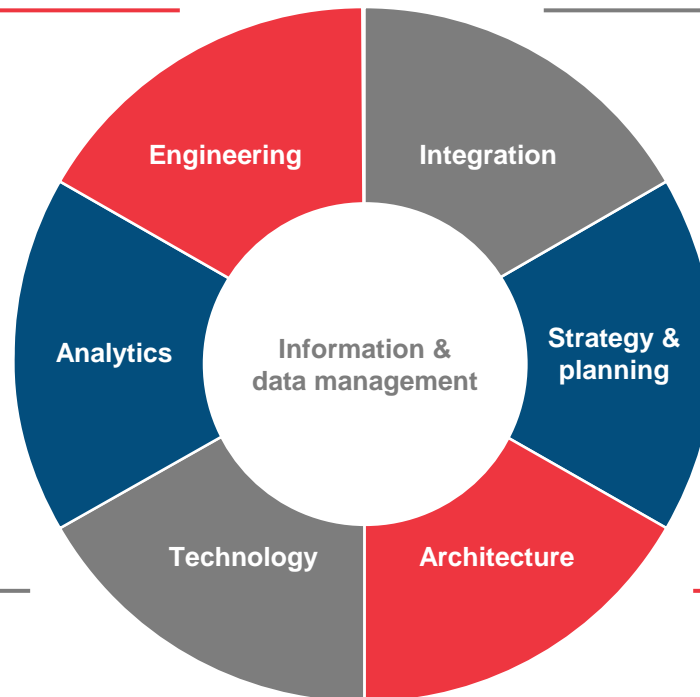 Engineering
Integration
Analytics
Information &
data management
Strategy &
planning
Technology
Architecture